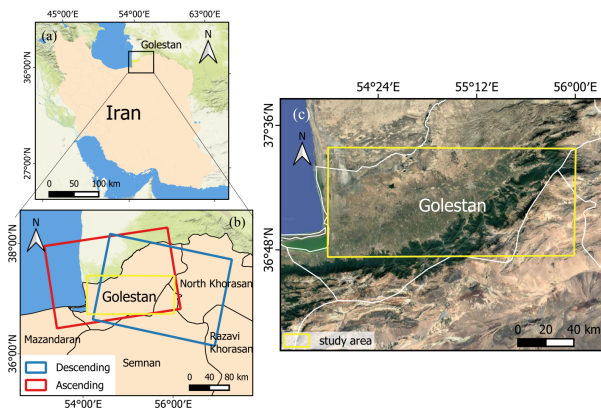 45°00′E 54°00′E 63°00′E
(a)
Golestan
N
36°00′N
Iran
27°00′N
0 50 100 km
N
(b)
38°00′N
Golestan
North Khorasan
Mazandaran
Razavi
Khorasan
36°00′N
Semnan
Descending
Ascending
0 40 80 km
54°00′E 56°00′E
54°24′E 55°12′E 56°00′E
37°36′N
(c)
N
Golestan
36°48′N
study area
0 20 40 km